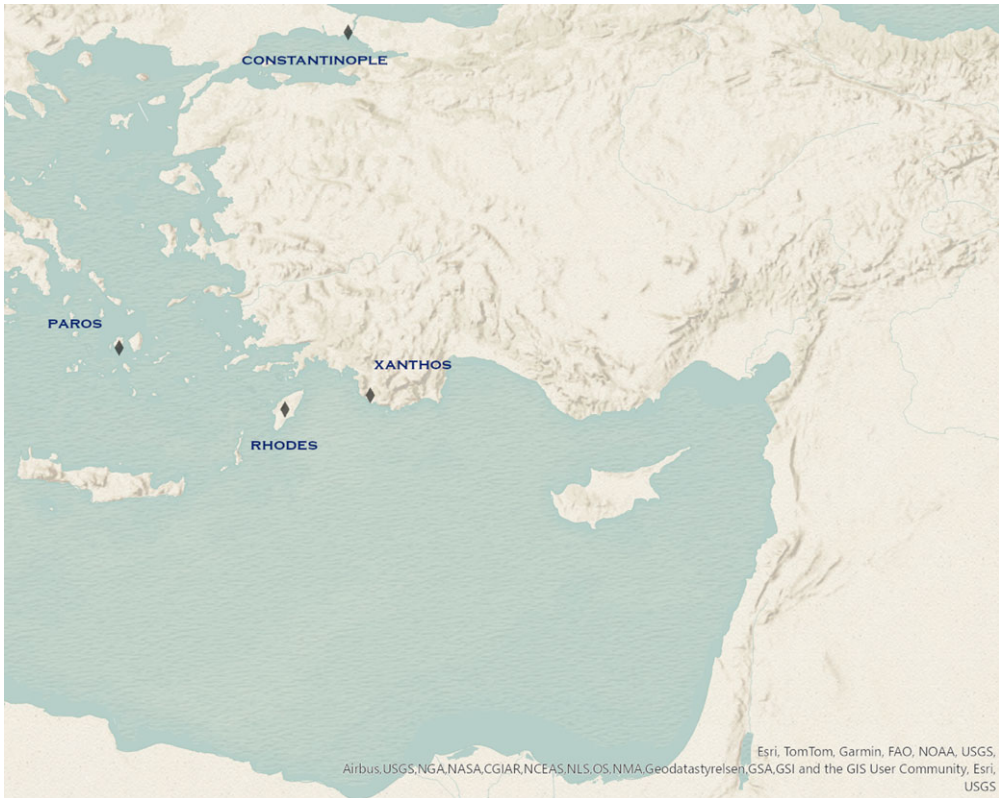 CONSTANTINOPLE
PAROS
XANTHOS
RHODES
Esri, TomTom, Garmin, FAO, NOAA, USGS,
Airbus,USGS,NGA,NASA,CGIAR,NCEAS,NLS,OS,NMA,Geodatastyrelsen,GSA,GSI and the GIS User Community, Esri,
USGS